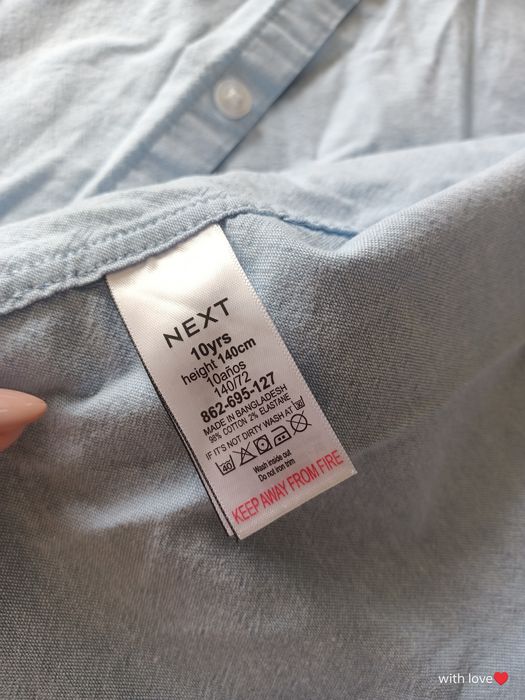 NEXT
10yrs
height 140cm
10años
140/72
862-695-127
MADE IN BANGLADESH
98% COTTON 2% ELASTANE
IF IT'S NOT DIRTY WASH AT 30
40
Wash inside out
Do not iron trim
KEEP AWAY FROM FIRE
with love❤️